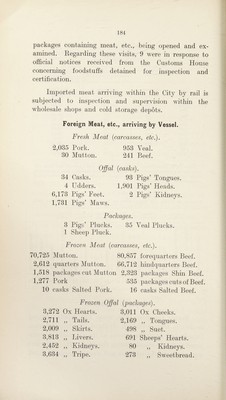 184
packages containing meat, etc., being opened and ex-
amined. Regarding these visits, 9 were in response to
official notices received from the Customs House
concerning foodstuffs detained for inspection and
certification.
Imported meat arriving within the City by rail is
subjected to inspection and supervision within the
wholesale shops and cold storage depôts.
Foreign Meat, etc., arriving by Vessel.
Fresh Meat (carcasses, etc.).
2,035 Pork. 953 Veal.
30 Mutton. 241 Beef.
Offal (casks),
34 Casks. 98 Pigs' Tongues.
4 Udders. 1,901 Pigs' Heads.
6,173 Pigs' Feet. 2 Pigs' Kidneys.
1,731 Pigs' Maws.
Packages.
3 Pigs' Plucks. 35 Veal Plucks.
1 Sheep Pluck.
Frozen Meat (carcasses, etc.).
70,725 Mutton. 80,857 forequarters Beef.
2,612 quarters Mutton. 66,712 hindquarters Beef.
1,518 packages cut Mutton 2,323 packages Shin Beef.
1,277 Pork 535 packages cuts of Beef.
10 casks Salted Pork. 16 casks Salted Beef.
Frozen Offal (packages).
3,272 Ox Hearts. 3,011 Ox Cheeks.
2,711 ,, Tails. 2,169 ,, Tongues.
2,009 ,, Skirts. 498 ,, Suet.
3,813 ,, Livers. 691 Sheeps' Hearts.
2,452 ,, Kidneys. 80 ,, Kidneys.
3,634 ,, Tripe. 273 ,, Sweetbread.